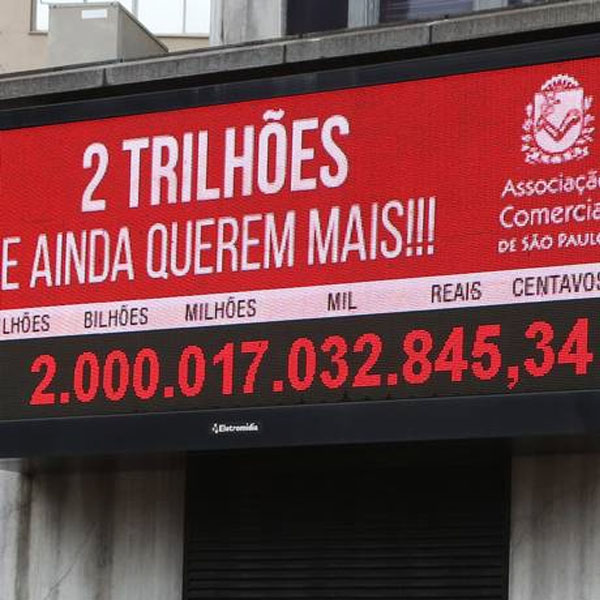 2 TRILHÕES
E AINDA QUEREM MAIS!!!
Associação
Comercial
DE SÃO PAULO
LHÕES BILHÕES MILHÕES MIL REAIS CENTAVOS
2.000.017.032.845,34
Eletromidia